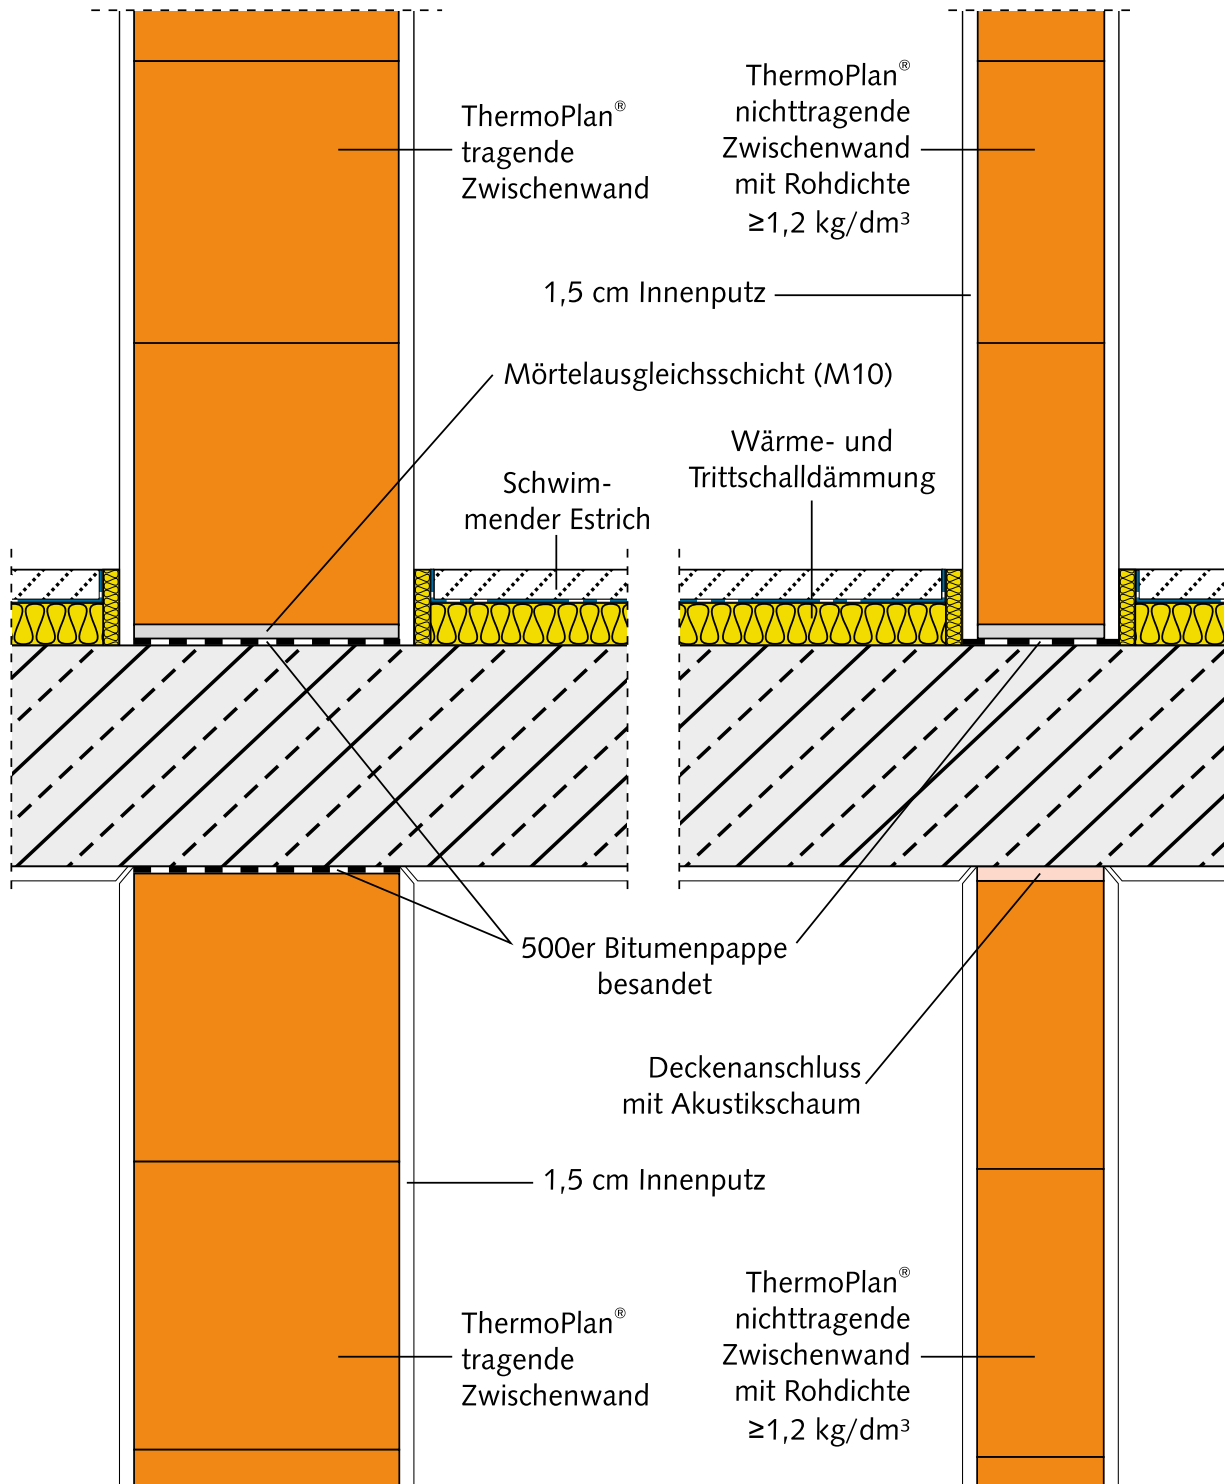 ThermoPlan®
tragende
Zwischenwand
ThermoPlan®
nichttragende
Zwischenwand
mit Rohdichte
≥1,2 kg/dm³
1,5 cm Innenputz
Mörtelausgleichsschicht (M10)
Wärme- und
Trittschalldämmung
Schwim-
mender Estrich
500er Bitumenpappe
besandet
Deckenanschluss
mit Akustikschaum
1,5 cm Innenputz
ThermoPlan®
tragende
Zwischenwand
ThermoPlan®
nichttragende
Zwischenwand
mit Rohdichte
≥1,2 kg/dm³